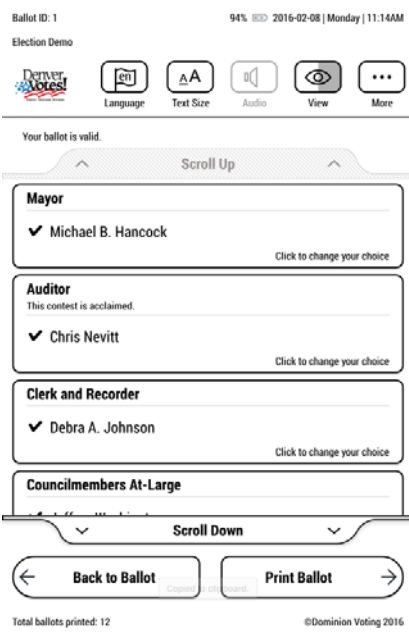 Ballot ID: 1
94% 2016-02-08 | Monday | 11:14AM
Election Demo
Denver Votes!
en
AA
Language
Text Size
Audio
View
More
Your ballot is valid.
Scroll Up
Mayor
✔ Michael B. Hancock
Click to change your choice
Auditor
This contest is acclaimed.
✔ Chris Nevitt
Click to change your choice
Clerk and Recorder
✔ Debra A. Johnson
Click to change your choice
Councilmembers At-Large
Scroll Down
Back to Ballot
Print Ballot
Copied to clipboard.
Total ballots printed: 12
©Dominion Voting 2016